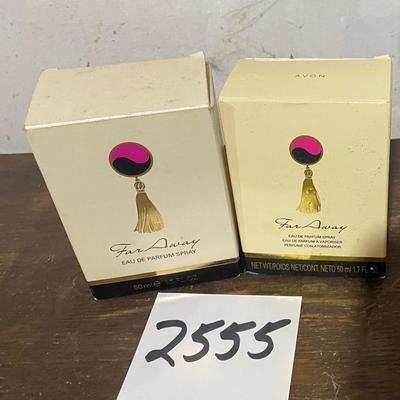 Far Away
EAU DE PARFUM SPRAY
50ml e
OZ
AVON
Far Away
EAU DE PARFUM SPRAY
EAU DE PARFUM À VAPORISER
PERFUME CON ATOMIZADOR
NET WT/POIDS NET/CONT. NETO 50 ml 1.7 FL.
2555